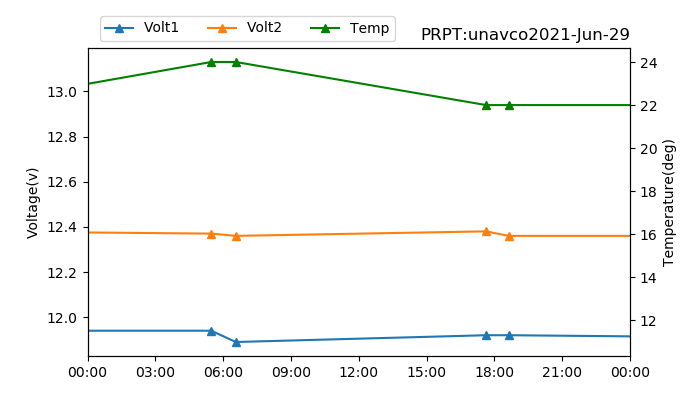 Volt1 Volt2 Temp
PRPT:unavco2021-Jun-29
13.0
12.8
12.6
12.4
12.2
12.0
Voltage(v)
24
22
20
18
16
14
12
Temperature(deg)
00:00 03:00 06:00 09:00 12:00 15:00 18:00 21:00 00:00